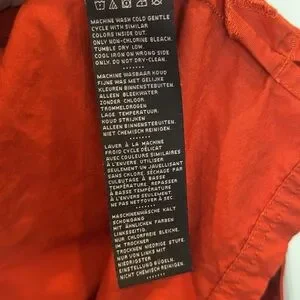 MACHINE WASH COLD GENTLE
CYCLE WITH SIMILAR
COLORS INSIDE OUT.
ONLY NON-CHLORINE BLEACH.
TUMBLE DRY LOW.
COOL IRON ON WRONG SIDE
ONLY. DO NOT DRY-CLEAN.
MACHINE WASBAAR KOUD
FIJNE WAS MET GELIJKE
KLEUREN BINNENSTEBUITEN.
ALLEEN BLEEKWATER
ZONDER CHLOOR.
TROMMELDROGEN
LAGE TEMPERATUUR.
KOUD STRIJKEN
ALLEEN BINNENSTEBUITEN.
NIET CHEMISCH REINIGEN
LAVER À LA MACHINE
FROID CYCLE DÉLICAT
AVEC COULEURS SIMILAIRES
SEULEMENT UN JAVELLISANT
SANS CHLORE, SÉCHAGE PAR
CULBUTAGE À BASSE
TEMPÉRATURE. REPASSER
À BASSE TEMPÉRATURE
NE PAS NETTOYER À SEC.
MASCHINENWÄSCHE KALT
SCHONGANG
MIT ÄHNLICHEN FARBEN
LINKSSEITIG.
NUR CHLORFREIE BLEICHE.
IM TROCKNER
TROCKNEN NIEDRIGE STUFE.
NUR VON LINKS MIT
NIEDRIGSTER
EINSTELLUNG BÜGELN.
NICHT CHEMISCH REINIGEN